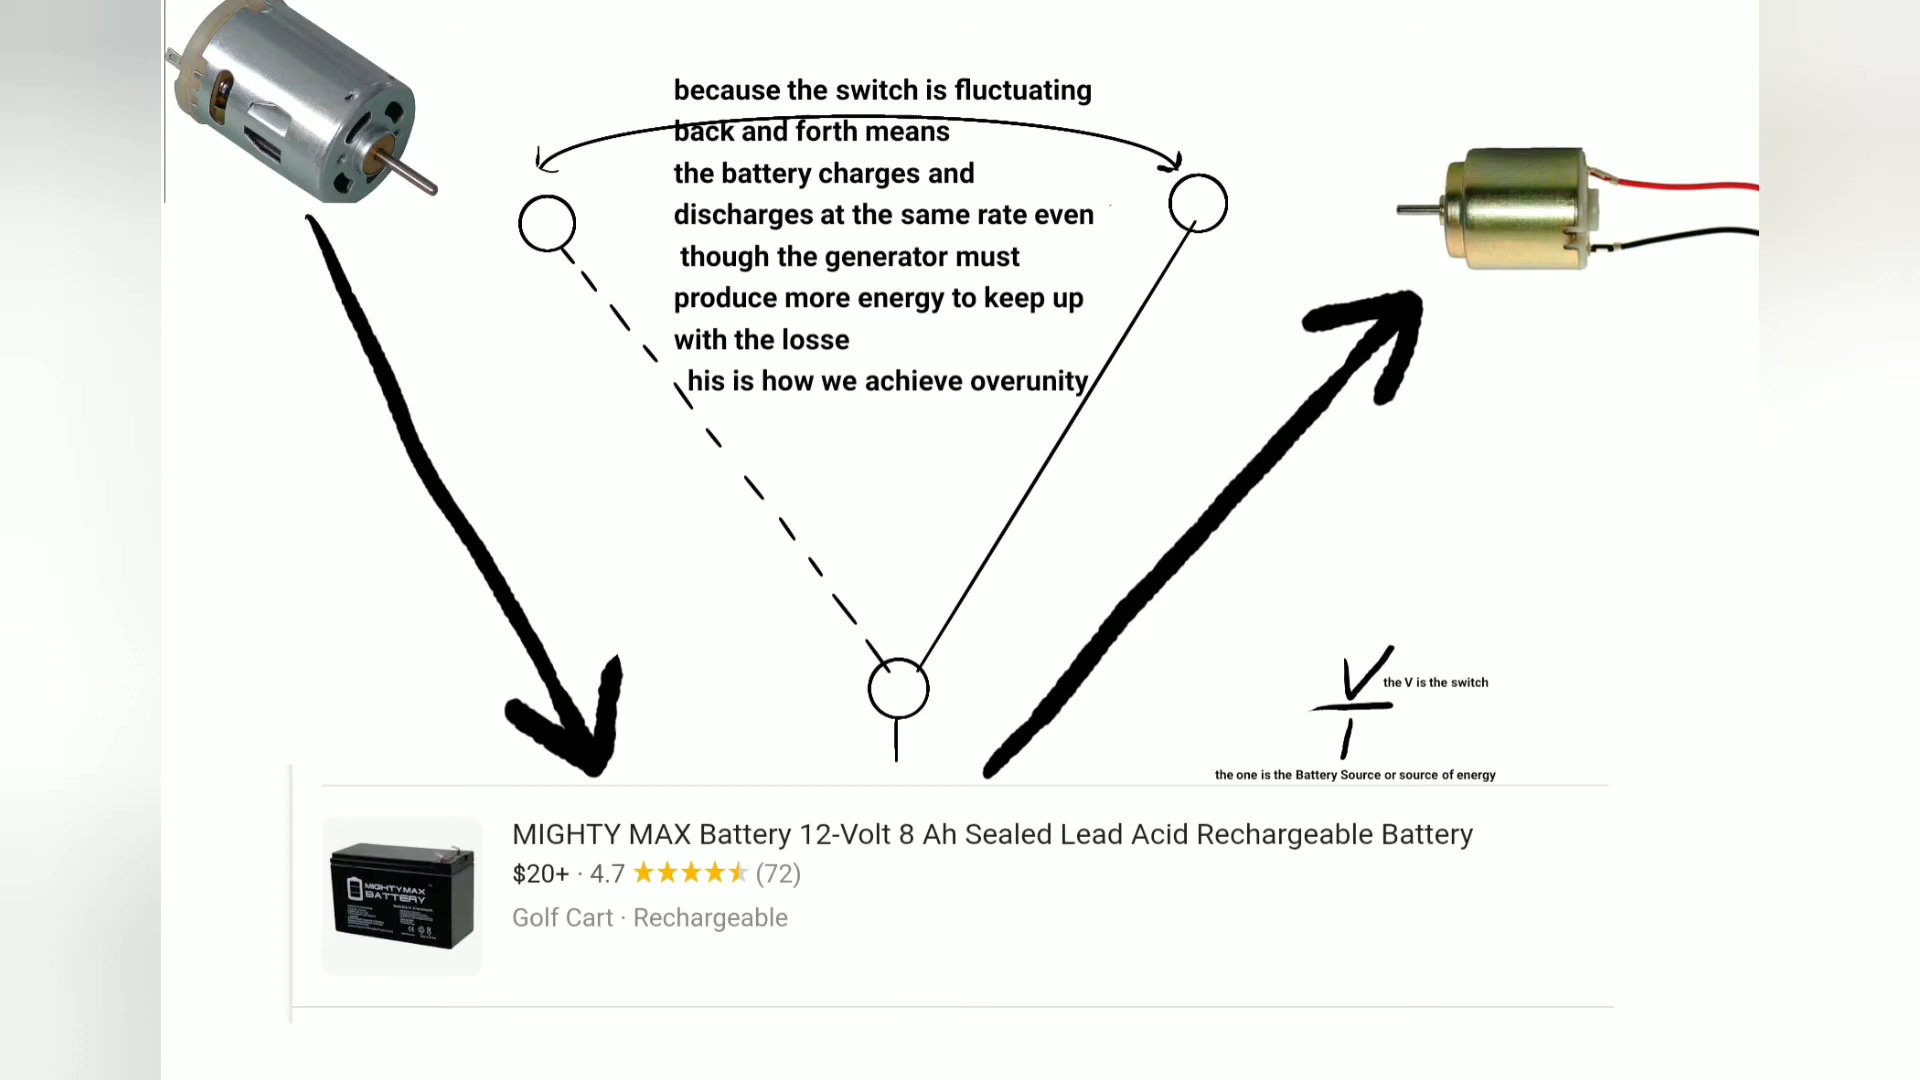 because the switch is fluctuating
back and forth means
the battery charges and
discharges at the same rate even
though the generator must
produce more energy to keep up
with the losse
his is how we achieve overunity
V
the V is the switch
1
the one is the Battery Source or source of energy
MIGHTY MAX Battery 12-Volt 8 Ah Sealed Lead Acid Rechargeable Battery
$20+ · 4.7 ★★★★★ (72)
Golf Cart · Rechargeable
MIGHTYMAX
BATTERY